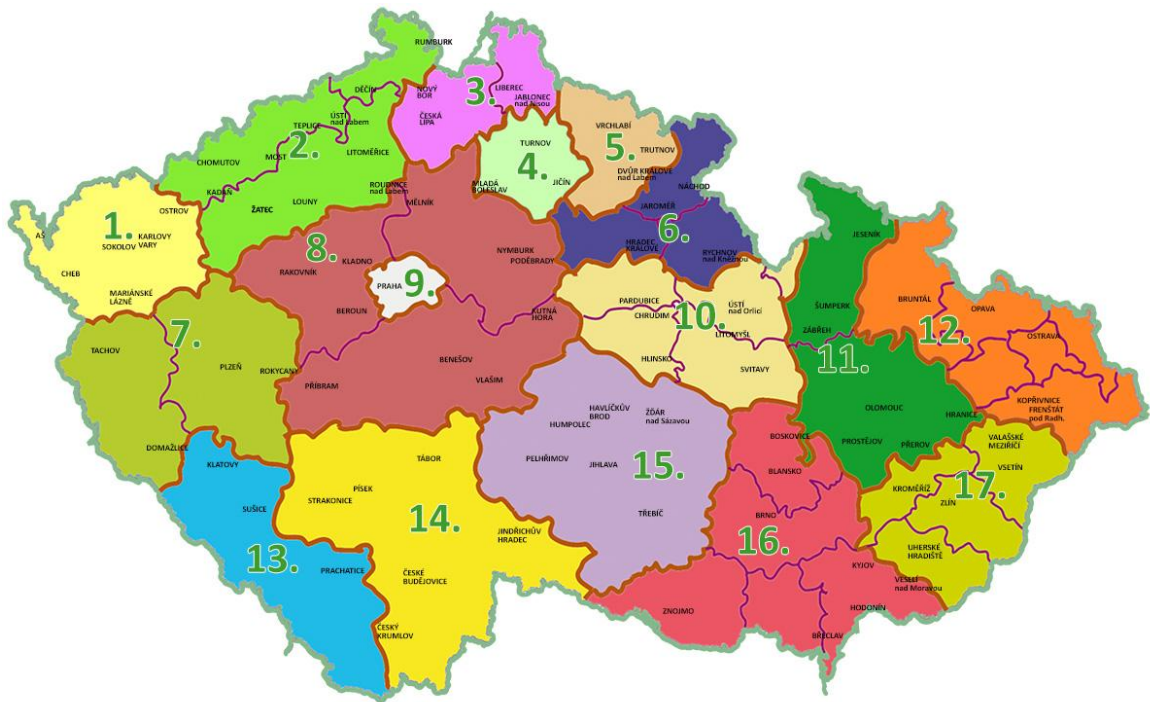 RUMBURK
DĚČÍN
ÚSTÍ
nad Labem
TEPLICE
2.
MOST
LITOMĚŘICE
CHOMUTOV
KADAŇ
ŽATEC
LOUNY
ROUDNICE
nad Labem
NOVÝ
BOR
3.
LIBEREC
JABLONEC
nad Nisou
ČESKÁ
LÍPA
TURNOV
4.
JIČÍN
VRCHLABÍ
5.
TRUTNOV
DVŮR KRÁLOVÉ
nad Labem
NÁCHOD
JAROMĚŘ
6.
HRADEC
KRÁLOVÉ
RYCHNOV
nad Kněžnou
OSTROV
1.
KARLOVY
VARY
SOKOLOV
AŠ
CHEB
MARIÁNSKÉ
LÁZNĚ
MLADÁ
BOLESLAV
MĚLNÍK
8.
KLADNO
RAKOVNÍK
NYMBURK
PODĚBRADY
PRAHA
9.
BEROUN
KUTNÁ
HORA
BENEŠOV
VLAŠIM
PŘÍBRAM
7.
TACHOV
PLZEŇ
ROKYCANY
DOMAŽLICE
PARDUBICE
CHRUDIM
10.
ÚSTÍ
nad Orlicí
LITOMYŠL
HLINSKO
SVITAVY
JESENÍK
ŠUMPERK
ZÁBŘEH
11.
OLOMOUC
HRANICE
PROSTĚJOV
PŘEROV
BRUNTÁL
OPAVA
12.
OSTRAVA
KOPŘIVNICE
FRENŠTÁT
pod Radh.
KLATOVY
SUŠICE
13.
PRACHATICE
TÁBOR
PÍSEK
STRAKONICE
14.
JINDŘICHŮV
HRADEC
ČESKÉ
BUDĚJOVICE
ČESKÝ
KRUMLOV
HAVLÍČKŮV
BROD
HUMPOLEC
ŽĎÁR
nad Sázavou
PELHŘIMOV
JIHLAVA
15.
TŘEBÍČ
BOSKOVICE
BLANSKO
BRNO
16.
KYJOV
VESELÍ
nad Moravou
HODONÍN
ZNOJMO
BŘECLAV
VALAŠSKÉ
MEZIŘÍČÍ
VSETÍN
KROMĚŘÍŽ
17.
ZLÍN
UHERSKÉ
HRADIŠTĚ